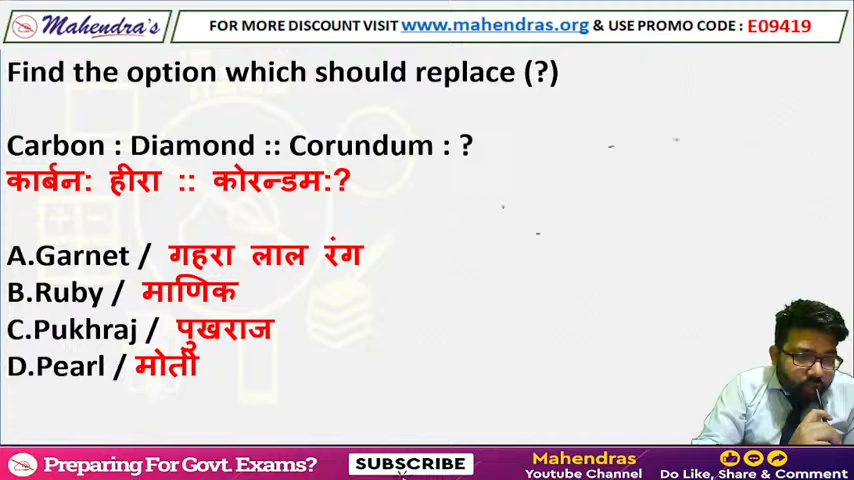 Mahendra's
FOR MORE DISCOUNT VISIT www.mahendras.org & USE PROMO CODE : E09419
Find the option which should replace (?)
Carbon : Diamond :: Corundum : ?
कार्बन: हीरा :: कोरन्डम:?
A.Garnet / गहरा लाल रंग
B.Ruby / माणिक
C.Pukhraj / पुखराज
D.Pearl / मोती
Preparing For Govt. Exams?
SUBSCRIBE
Mahendras
Youtube Channel
Do Like, Share & Comment